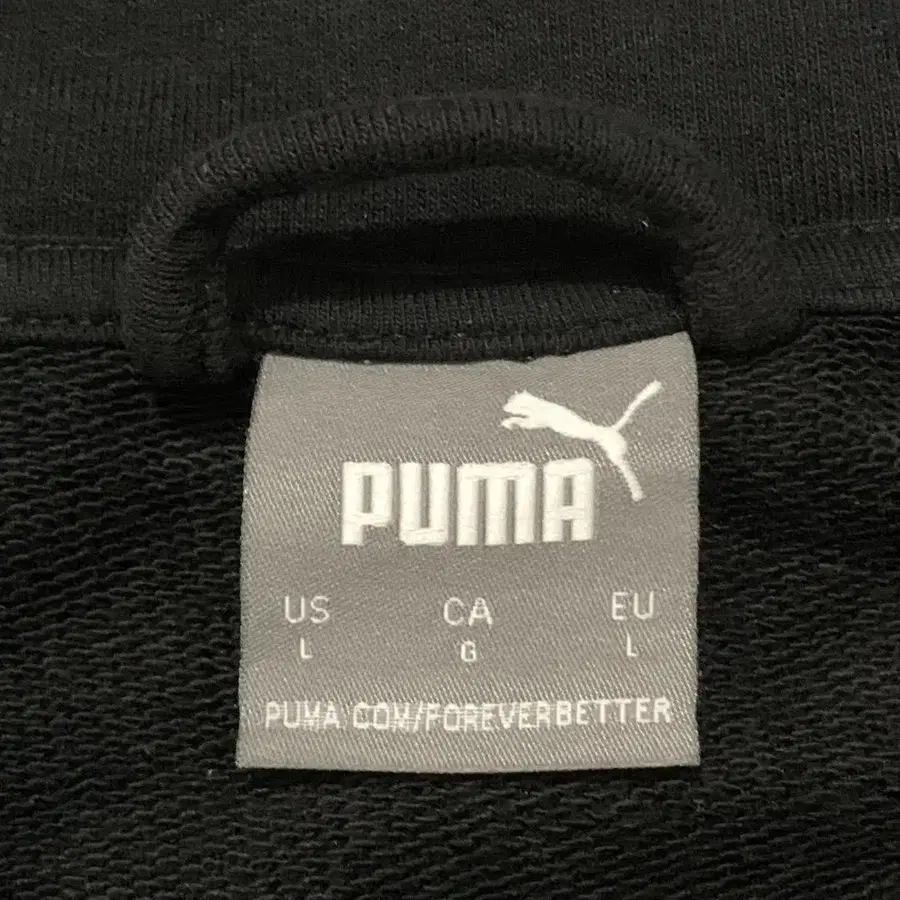 PUMA
US CA EU
L G L
PUMA.COM/FOREVERBETTER